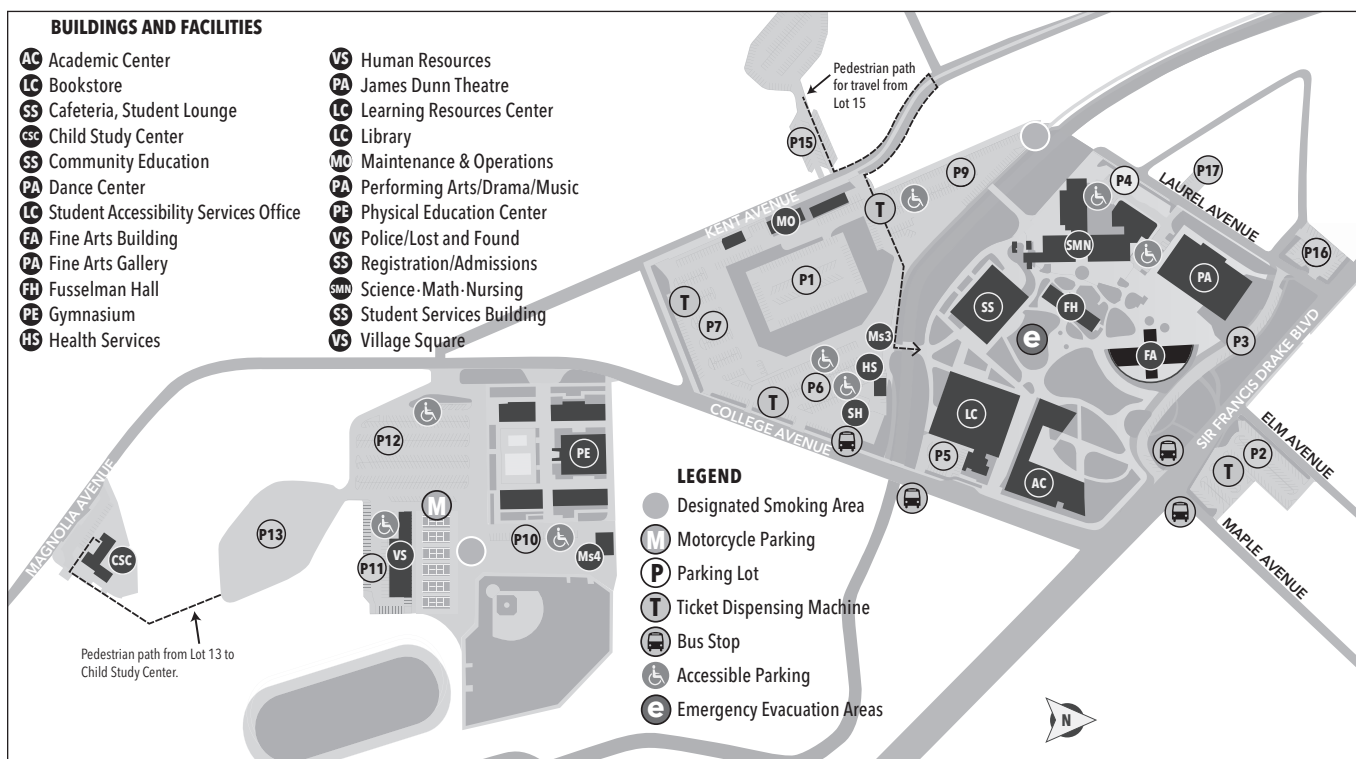 BUILDINGS AND FACILITIES
AC Academic Center
LC Bookstore
SS Cafeteria, Student Lounge
CSC Child Study Center
SS Community Education
PA Dance Center
LC Student Accessibility Services Office
FA Fine Arts Building
PA Fine Arts Gallery
FH Fusselman Hall
PE Gymnasium
HS Health Services
VS Human Resources
PA James Dunn Theatre
LC Learning Resources Center
LC Library
MO Maintenance & Operations
PA Performing Arts/Drama/Music
PE Physical Education Center
VS Police/Lost and Found
SS Registration/Admissions
SMN Science·Math·Nursing
SS Student Services Building
VS Village Square
Pedestrian path
for travel from
Lot 15
P15
P9
P4
P17
LAUREL AVENUE
KENT AVENUE
T
MO
SMN
P16
PA
P1
SS
FH
T
P7
e
P3
Ms3
FA
SIR FRANCIS DRAKE BLVD
HS
P6
T
SH
LC
COLLEGE AVENUE
ELM AVENUE
P12
PE
P5
P2
T
AC
MAGNOLIA AVENUE
M
P13
P10
CSC
VS
Ms4
P11
MAPLE AVENUE
Pedestrian path from Lot 13 to
Child Study Center.
LEGEND
Designated Smoking Area
M Motorcycle Parking
P Parking Lot
T Ticket Dispensing Machine
Bus Stop
Accessible Parking
e Emergency Evacuation Areas
N